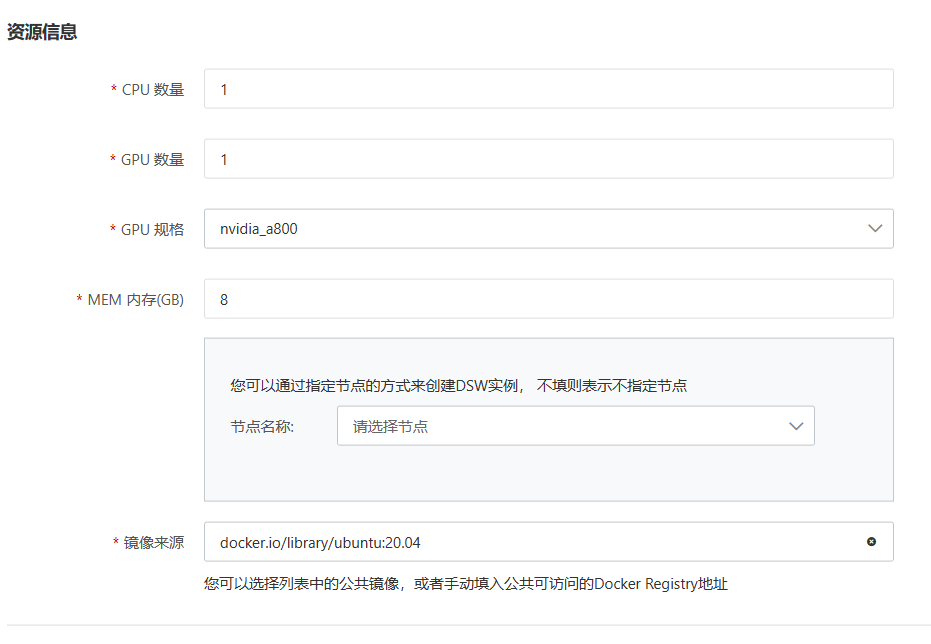 资源信息
* CPU 数量
1
* GPU 数量
1
* GPU 规格
nvidia_a800
* MEM 内存(GB)
8
您可以通过指定节点的方式来创建DSW实例， 不填则表示不指定节点
节点名称:
请选择节点
* 镜像来源
docker.io/library/ubuntu:20.04
您可以选择列表中的公共镜像，或者手动填入公共可访问的Docker Registry地址